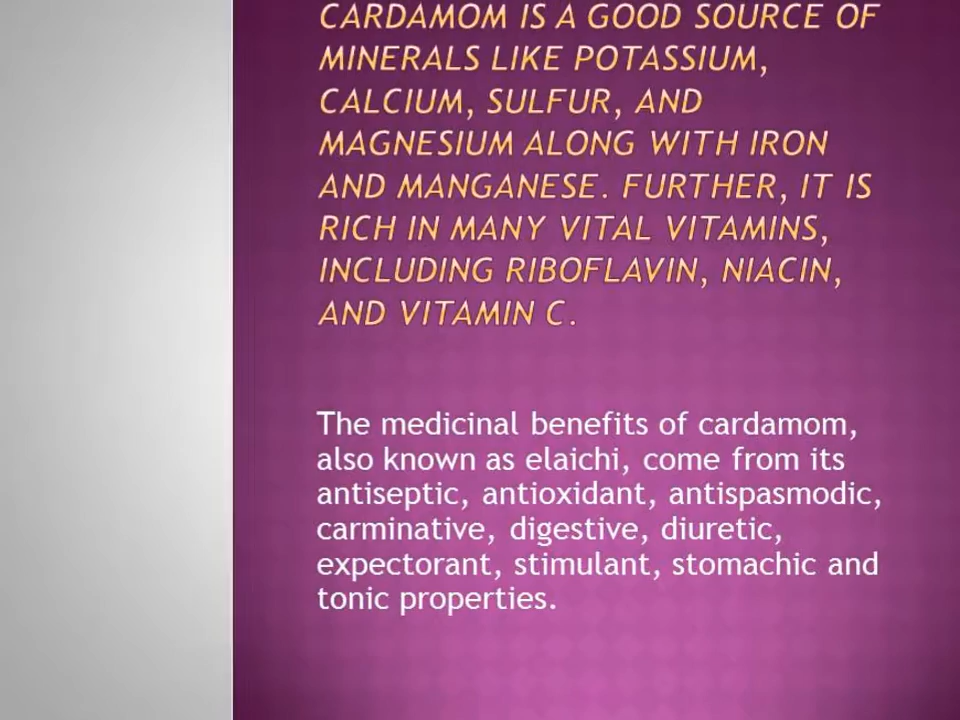 CARDAMOM IS A GOOD SOURCE OF
MINERALS LIKE POTASSIUM,
CALCIUM, SULFUR, AND
MAGNESIUM ALONG WITH IRON
AND MANGANESE. FURTHER, IT IS
RICH IN MANY VITAL VITAMINS,
INCLUDING RIBOFLAVIN, NIACIN,
AND VITAMIN C.
The medicinal benefits of cardamom,
also known as elaichi, come from its
antiseptic, antioxidant, antispasmodic,
carminative, digestive, diuretic,
expectorant, stimulant, stomachic and
tonic properties.